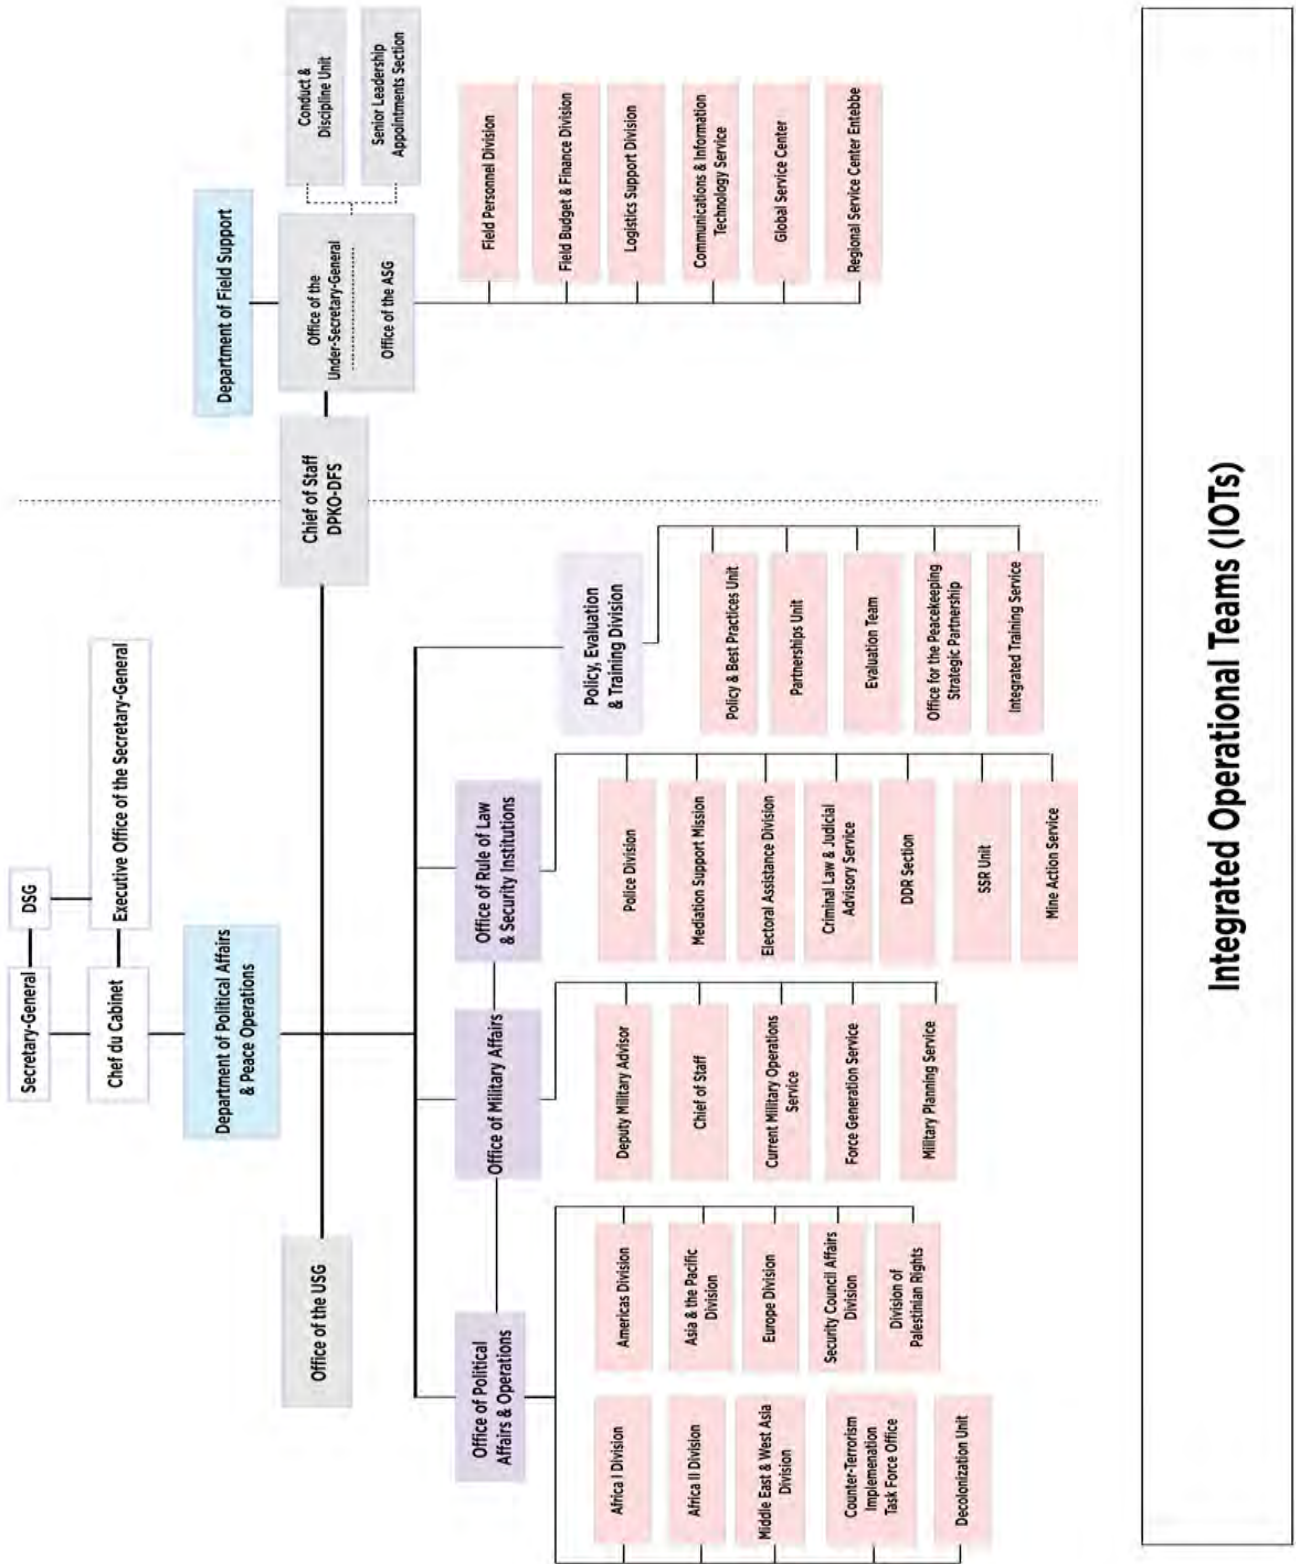 Secretary-General
DSG
Chef du Cabinet
Executive Office of the Secretary-General
Department of Political Affairs
& Peace Operations
Department of Field Support
Office of the USG
Chief of Staff
DPKO-DFS
Office of the
Under-Secretary-General
Office of the ASG
Conduct &
Discipline Unit
Senior Leadership
Appointments Section
Office of Political
Affairs & Operations
Office of Military Affairs
Office of Rule of Law
& Security Institutions
Policy, Evaluation
& Training Division
Africa I Division
Africa II Division
Middle East & West Asia
Division
Counter-Terrorism
Implemenation
Task Force Office
Decolonization Unit
Americas Division
Asia & the Pacific
Division
Europe Division
Security Council Affairs
Division
Division of
Palestinian Rights
Deputy Military Advisor
Chief of Staff
Current Military Operations
Service
Force Generation Service
Military Planning Service
Police Division
Mediation Support Mission
Electoral Assistance Division
Criminal Law & Judicial
Advisory Service
DDR Section
SSR Unit
Mine Action Service
Policy & Best Practices Unit
Partnerships Unit
Evaluation Team
Office for the Peacekeeping
Strategic Partnership
Integrated Training Service
Field Personnel Division
Field Budget & Finance Division
Logistics Support Division
Communications & Information
Technology Service
Global Service Center
Regional Service Center Entebbe
Integrated Operational Teams (IOTs)